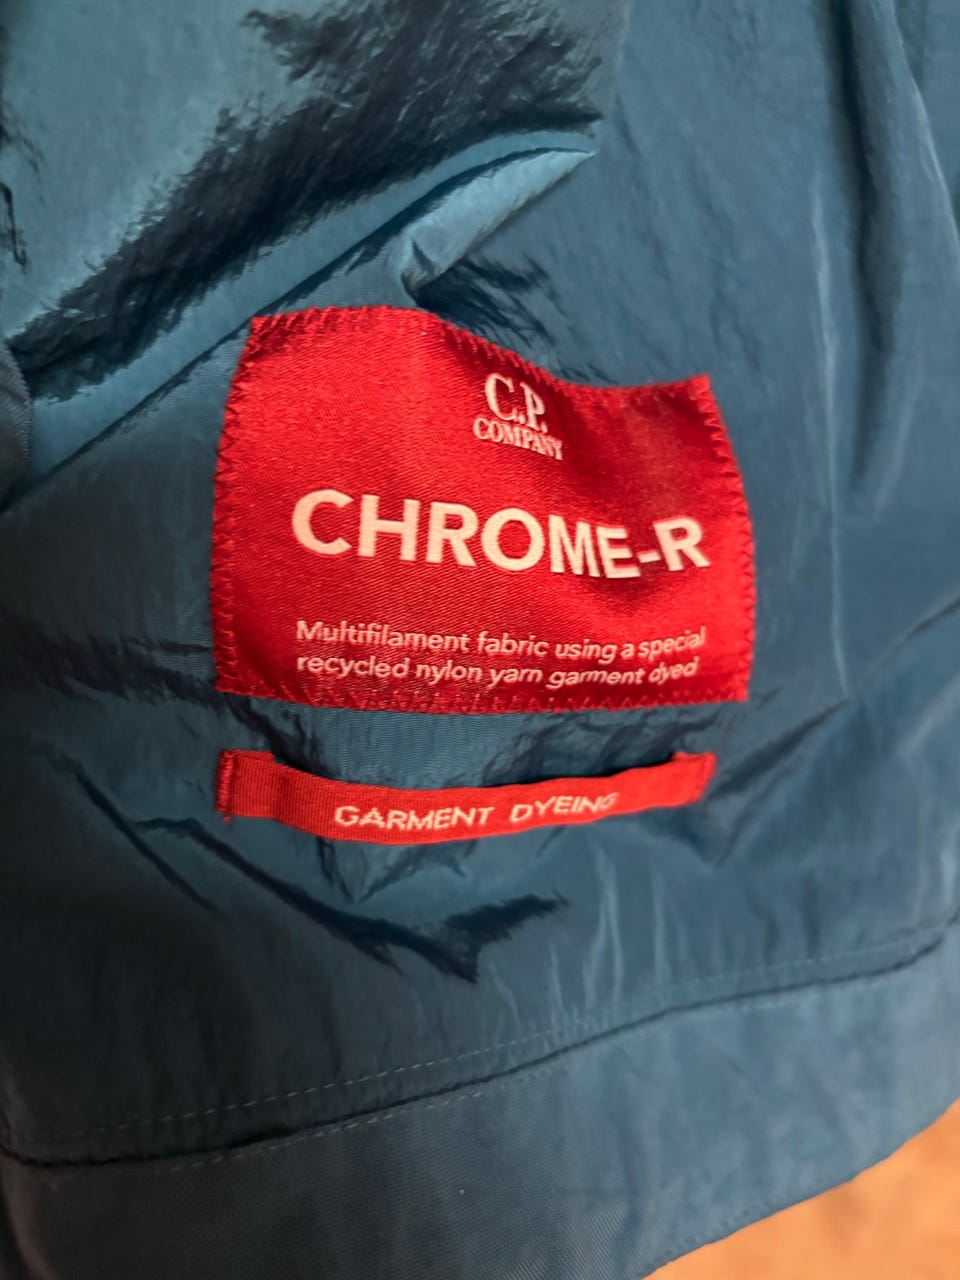 C.P.
COMPANY
CHROME-R
Multifilament fabric using a special
recycled nylon yarn garment dyed
GARMENT DYEING